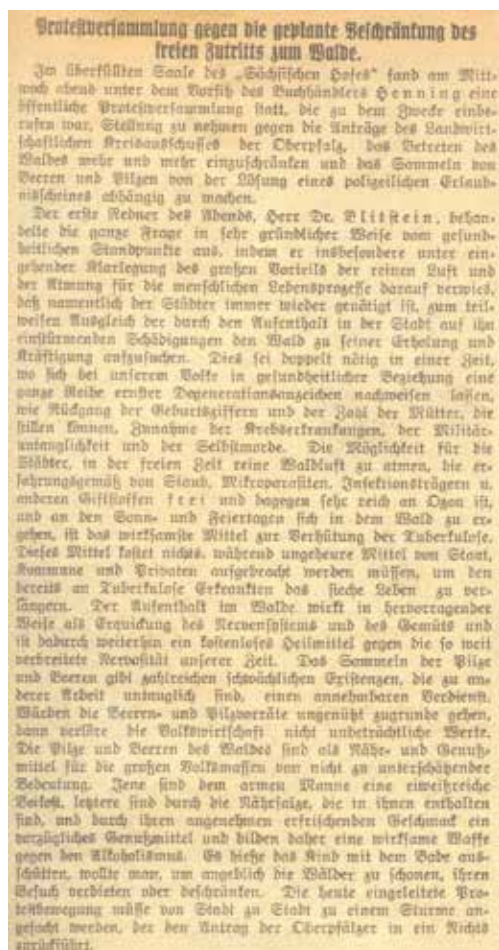 Protestversammlung gegen die geplante Beschränkung des
freien Zutritts zum Walde.
Im überfüllten Saale des „Sächsischen Hofes“ fand am Mitt-
woch abend unter dem Vorsitz des Buchhändlers Henning eine
öffentliche Protestversammlung statt, die zu dem Zwecke einbe-
rufen war, Stellung zu nehmen gegen die Anträge des Landwirt-
schaftlichen Kreisausschusses der Oberpfalz, das Betreten des
Waldes mehr und mehr einzuschränken und das Sammeln von
Beeren und Pilzen von der Lösung eines polizeilichen Erlaub-
nisscheines abhängig zu machen.
Der erste Redner des Abends, Herr Dr. Blitstein, behan-
delte die ganze Frage in sehr gründlicher Weise vom gesund-
heitlichen Standpunkte aus, indem er insbesondere unter ein-
gehender Klarlegung des großen Vorteils der reinen Luft und
der Atmung für die menschlichen Lebensprozesse darauf verwies,
daß namentlich der Städter immer wieder genötigt ist, zum teil-
weisen Ausgleich der durch den Aufenthalt in der Stadt auf ihn
einstürmenden Schädigungen den Wald zu seiner Erholung und
Kräftigung aufzusuchen. Dies sei doppelt nötig in einer Zeit,
wo sich bei unserem Volke in gesundheitlicher Beziehung eine
ganze Reihe ernster Degenerationsanzeichen nachweisen lassen,
wie Rückgang der Geburtsziffern und der Zahl der Mütter, die
stillen können, Zunahme der Krebserkrankungen, der Militär-
untauglichkeit und der Selbstmorde. Die Möglichkeit für die
Städter, in der freien Zeit reine Waldluft zu atmen, die er-
fahrungsgemäß von Staub, Mikroparasiten, Infektionsträgern u.
anderen Giftstoffen frei und dagegen sehr reich an Ozon ist,
und an den Sonn- und Feiertagen sich in dem Wald zu er-
gehen, ist das wirksamste Mittel zur Verhütung der Tuberkulose.
Dieses Mittel kostet nichts, während ungeheure Mittel von Staat,
Kommune und Privaten aufgebracht werden müssen, um den
bereits an Tuberkulose Erkrankten das sieche Leben zu ver-
längern. Der Aufenthalt im Walde wirkt in hervorragender
Weise als Erquickung des Nervensystems und des Gemüts und
ist dadurch weiterhin ein kostenloses Heilmittel gegen die so weit
verbreitete Nervosität unserer Zeit. Das Sammeln der Pilze
und Beeren gibt zahlreichen schwächlichen Existenzen, die zu an-
derer Arbeit untauglich sind, einen annehmbaren Verdienst.
Würden die Beeren- und Pilzvorräte ungenützt zugrunde gehen,
dann verlöre die Volkswirtschaft nicht unbeträchtliche Werte.
Die Pilze und Beeren des Waldes sind als Nähr- und Genuß-
mittel für die großen Volksmassen von nicht zu unterschätzender
Bedeutung. Jene sind dem armen Manne eine eiweißreiche
Beikost, letztere sind durch die Nährsalze, die in ihnen enthalten
sind, und durch ihren angenehmen erfrischenden Geschmack ein
vorzügliches Genußmittel und bilden daher eine wirksame Waffe
gegen den Alkoholismus. Es hieße das Kind mit dem Bade aus-
schütten, wollte man, um angeblich die Wälder zu schonen, ihren
Besuch verbieten oder beschränken. Die heute eingeleitete Pro-
testbewegung müsse von Stadt zu Stadt zu einem Sturme an-
gefacht werden, der den Antrag der Oberpfälzer in ein Nichts
zurückführt.